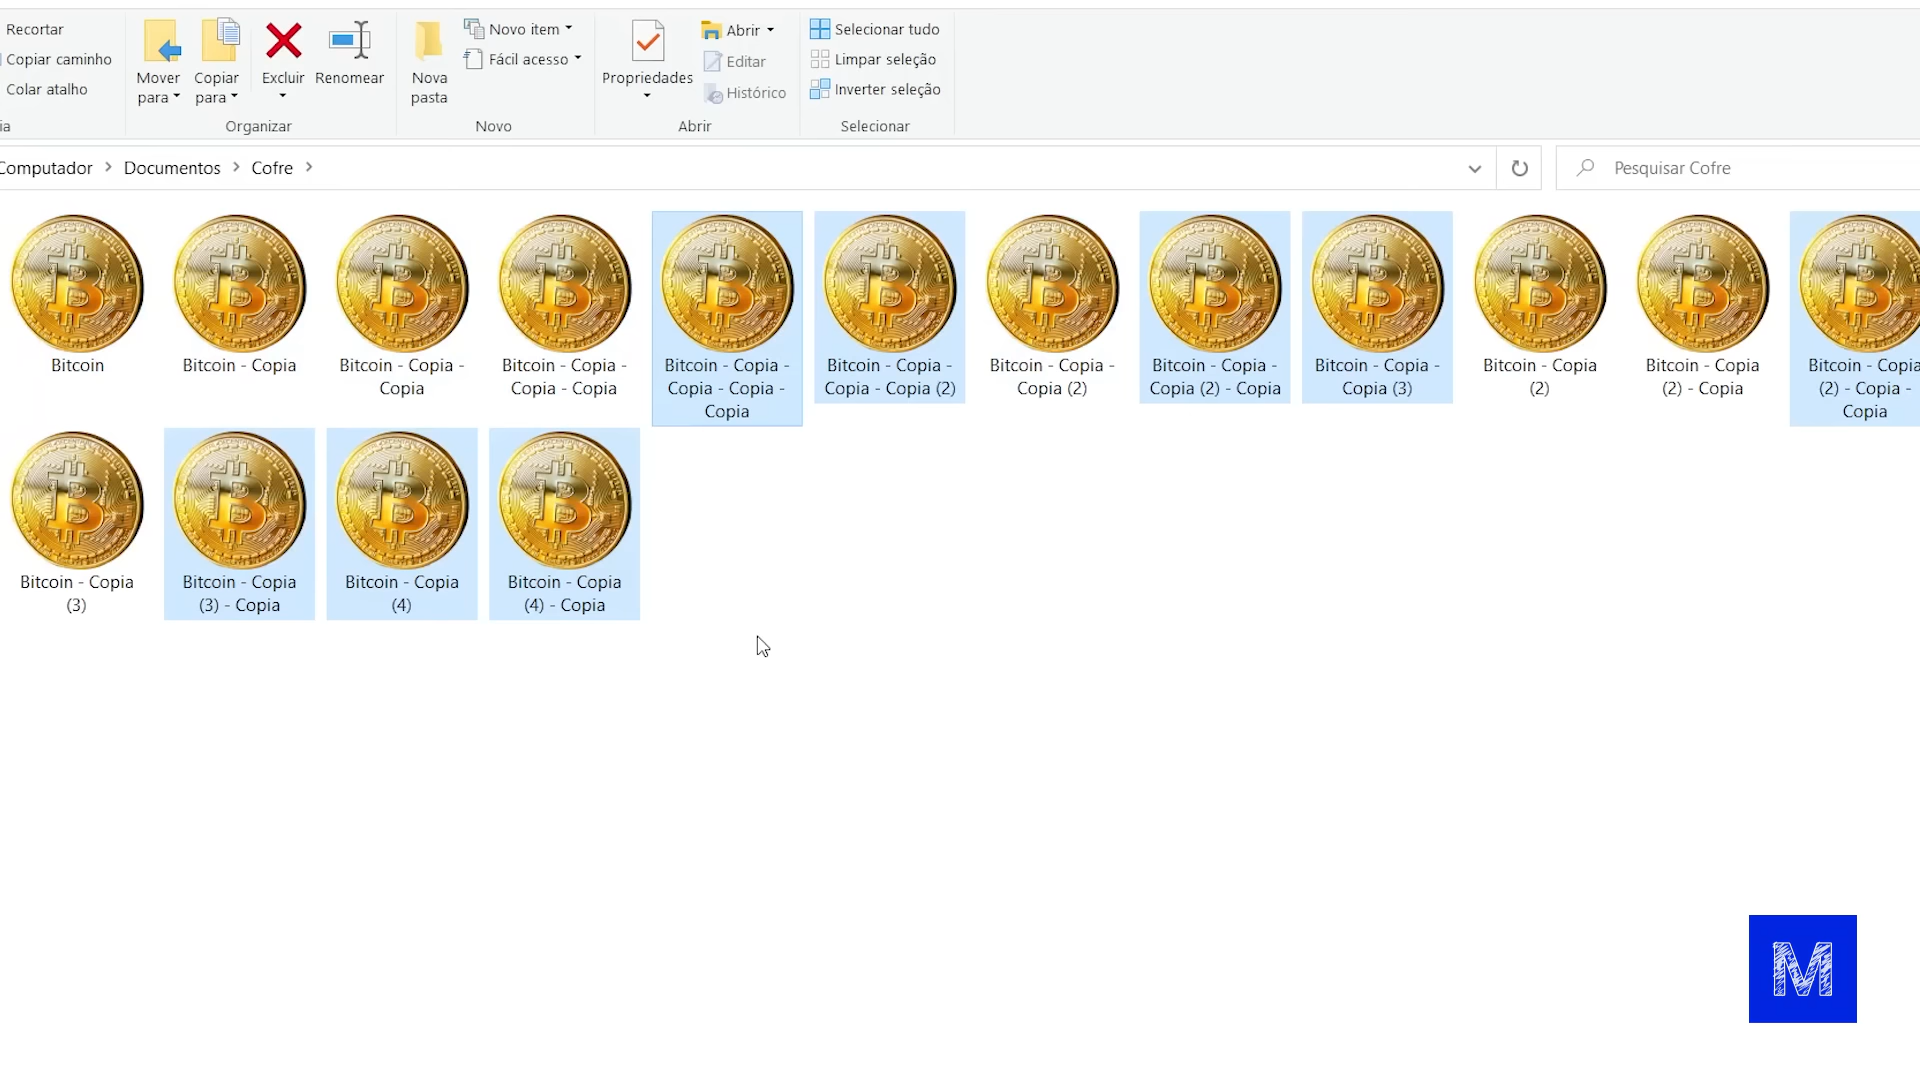 Recortar
Copiar caminho
Colar atalho
ia
Mover para
Copiar para
Excluir
Renomear
Organizar
Nova pasta
Novo item
Fácil acesso
Novo
Propriedades
Abrir
Editar
Histórico
Abrir
Selecionar tudo
Limpar seleção
Inverter seleção
Selecionar
Computador > Documentos > Cofre >
Pesquisar Cofre
Bitcoin
Bitcoin - Copia
Bitcoin - Copia -
Copia
Bitcoin - Copia -
Copia - Copia
Bitcoin - Copia -
Copia - Copia -
Copia
Bitcoin - Copia -
Copia - Copia (2)
Bitcoin - Copia -
Copia (2)
Bitcoin - Copia -
Copia (2) - Copia
Bitcoin - Copia -
Copia (3)
Bitcoin - Copia
(2)
Bitcoin - Copia
(2) - Copia
Bitcoin - Copia
(2) - Copia -
Copia
Bitcoin - Copia
(3)
Bitcoin - Copia
(3) - Copia
Bitcoin - Copia
(4)
Bitcoin - Copia
(4) - Copia
M